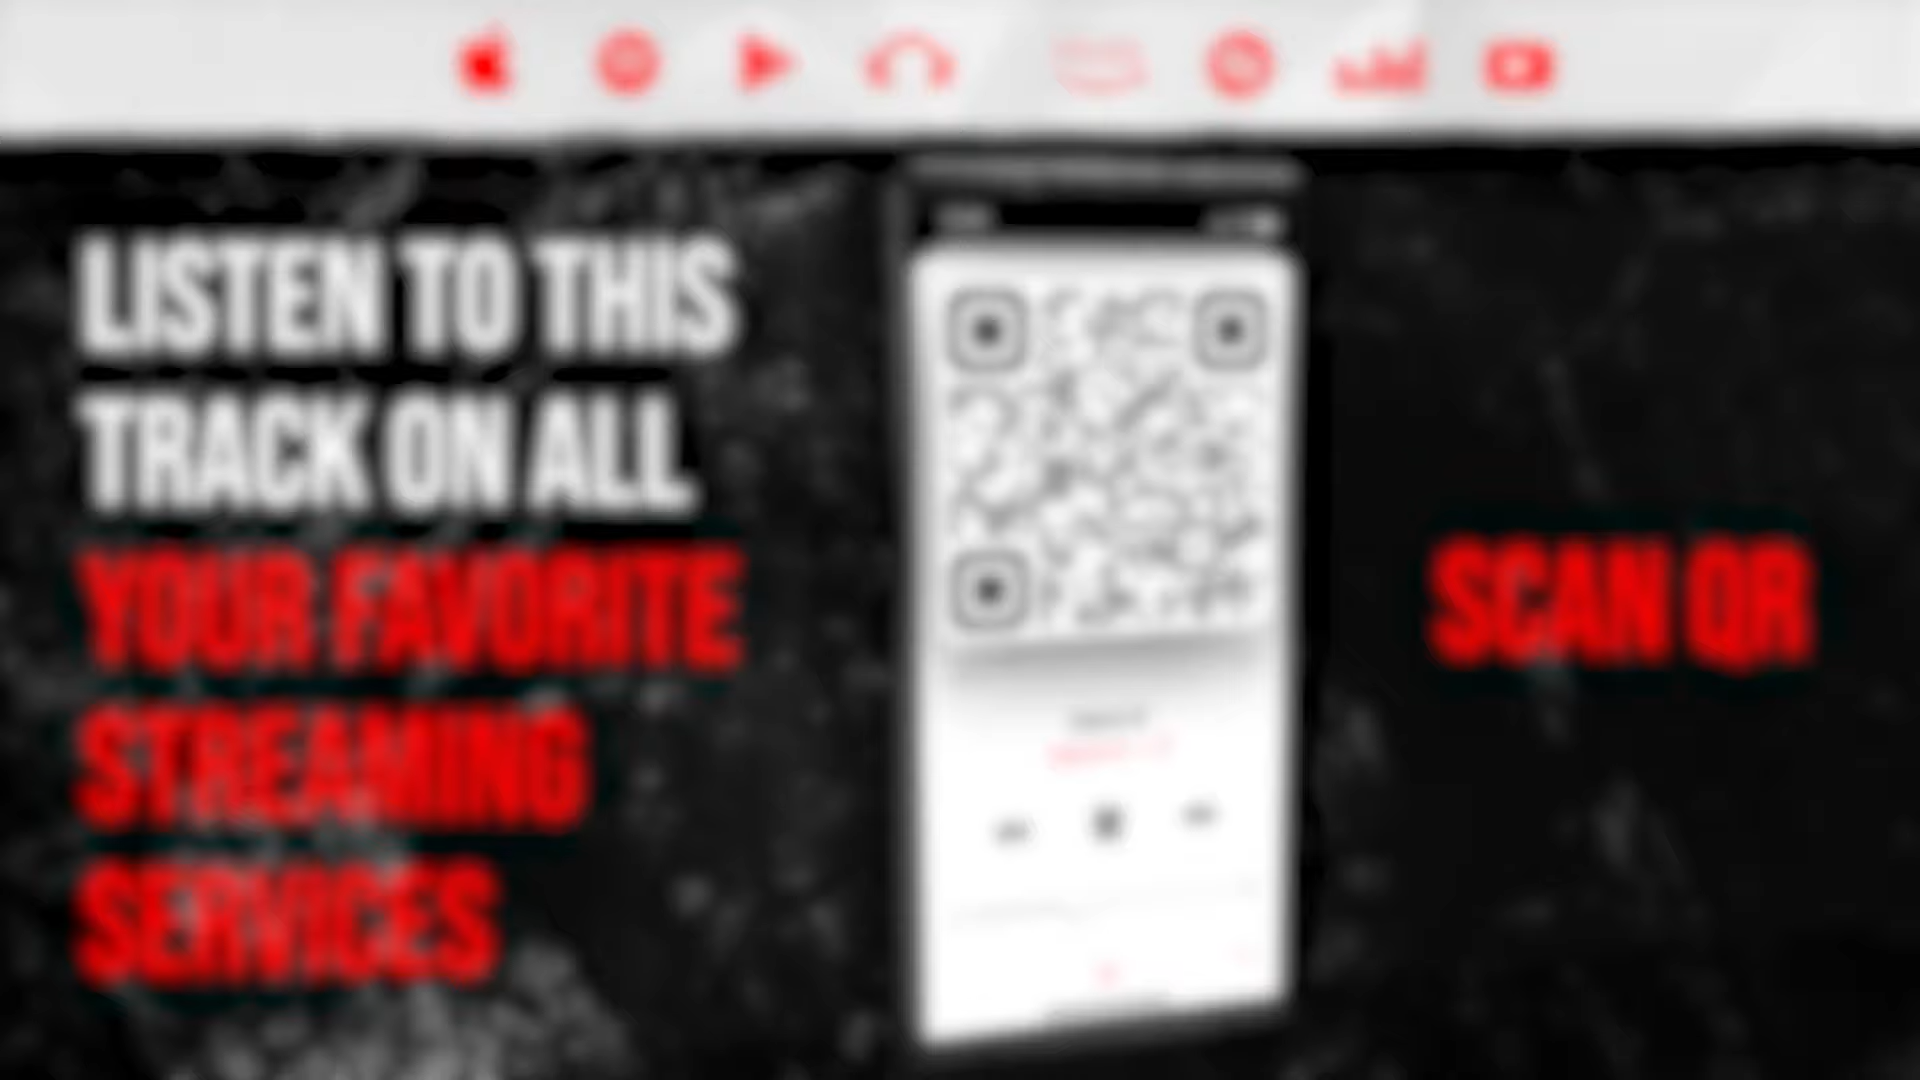 LISTEN TO THIS
TRACK ON ALL
YOUR FAVORITE
STREAMING
SERVICES
SCAN QR